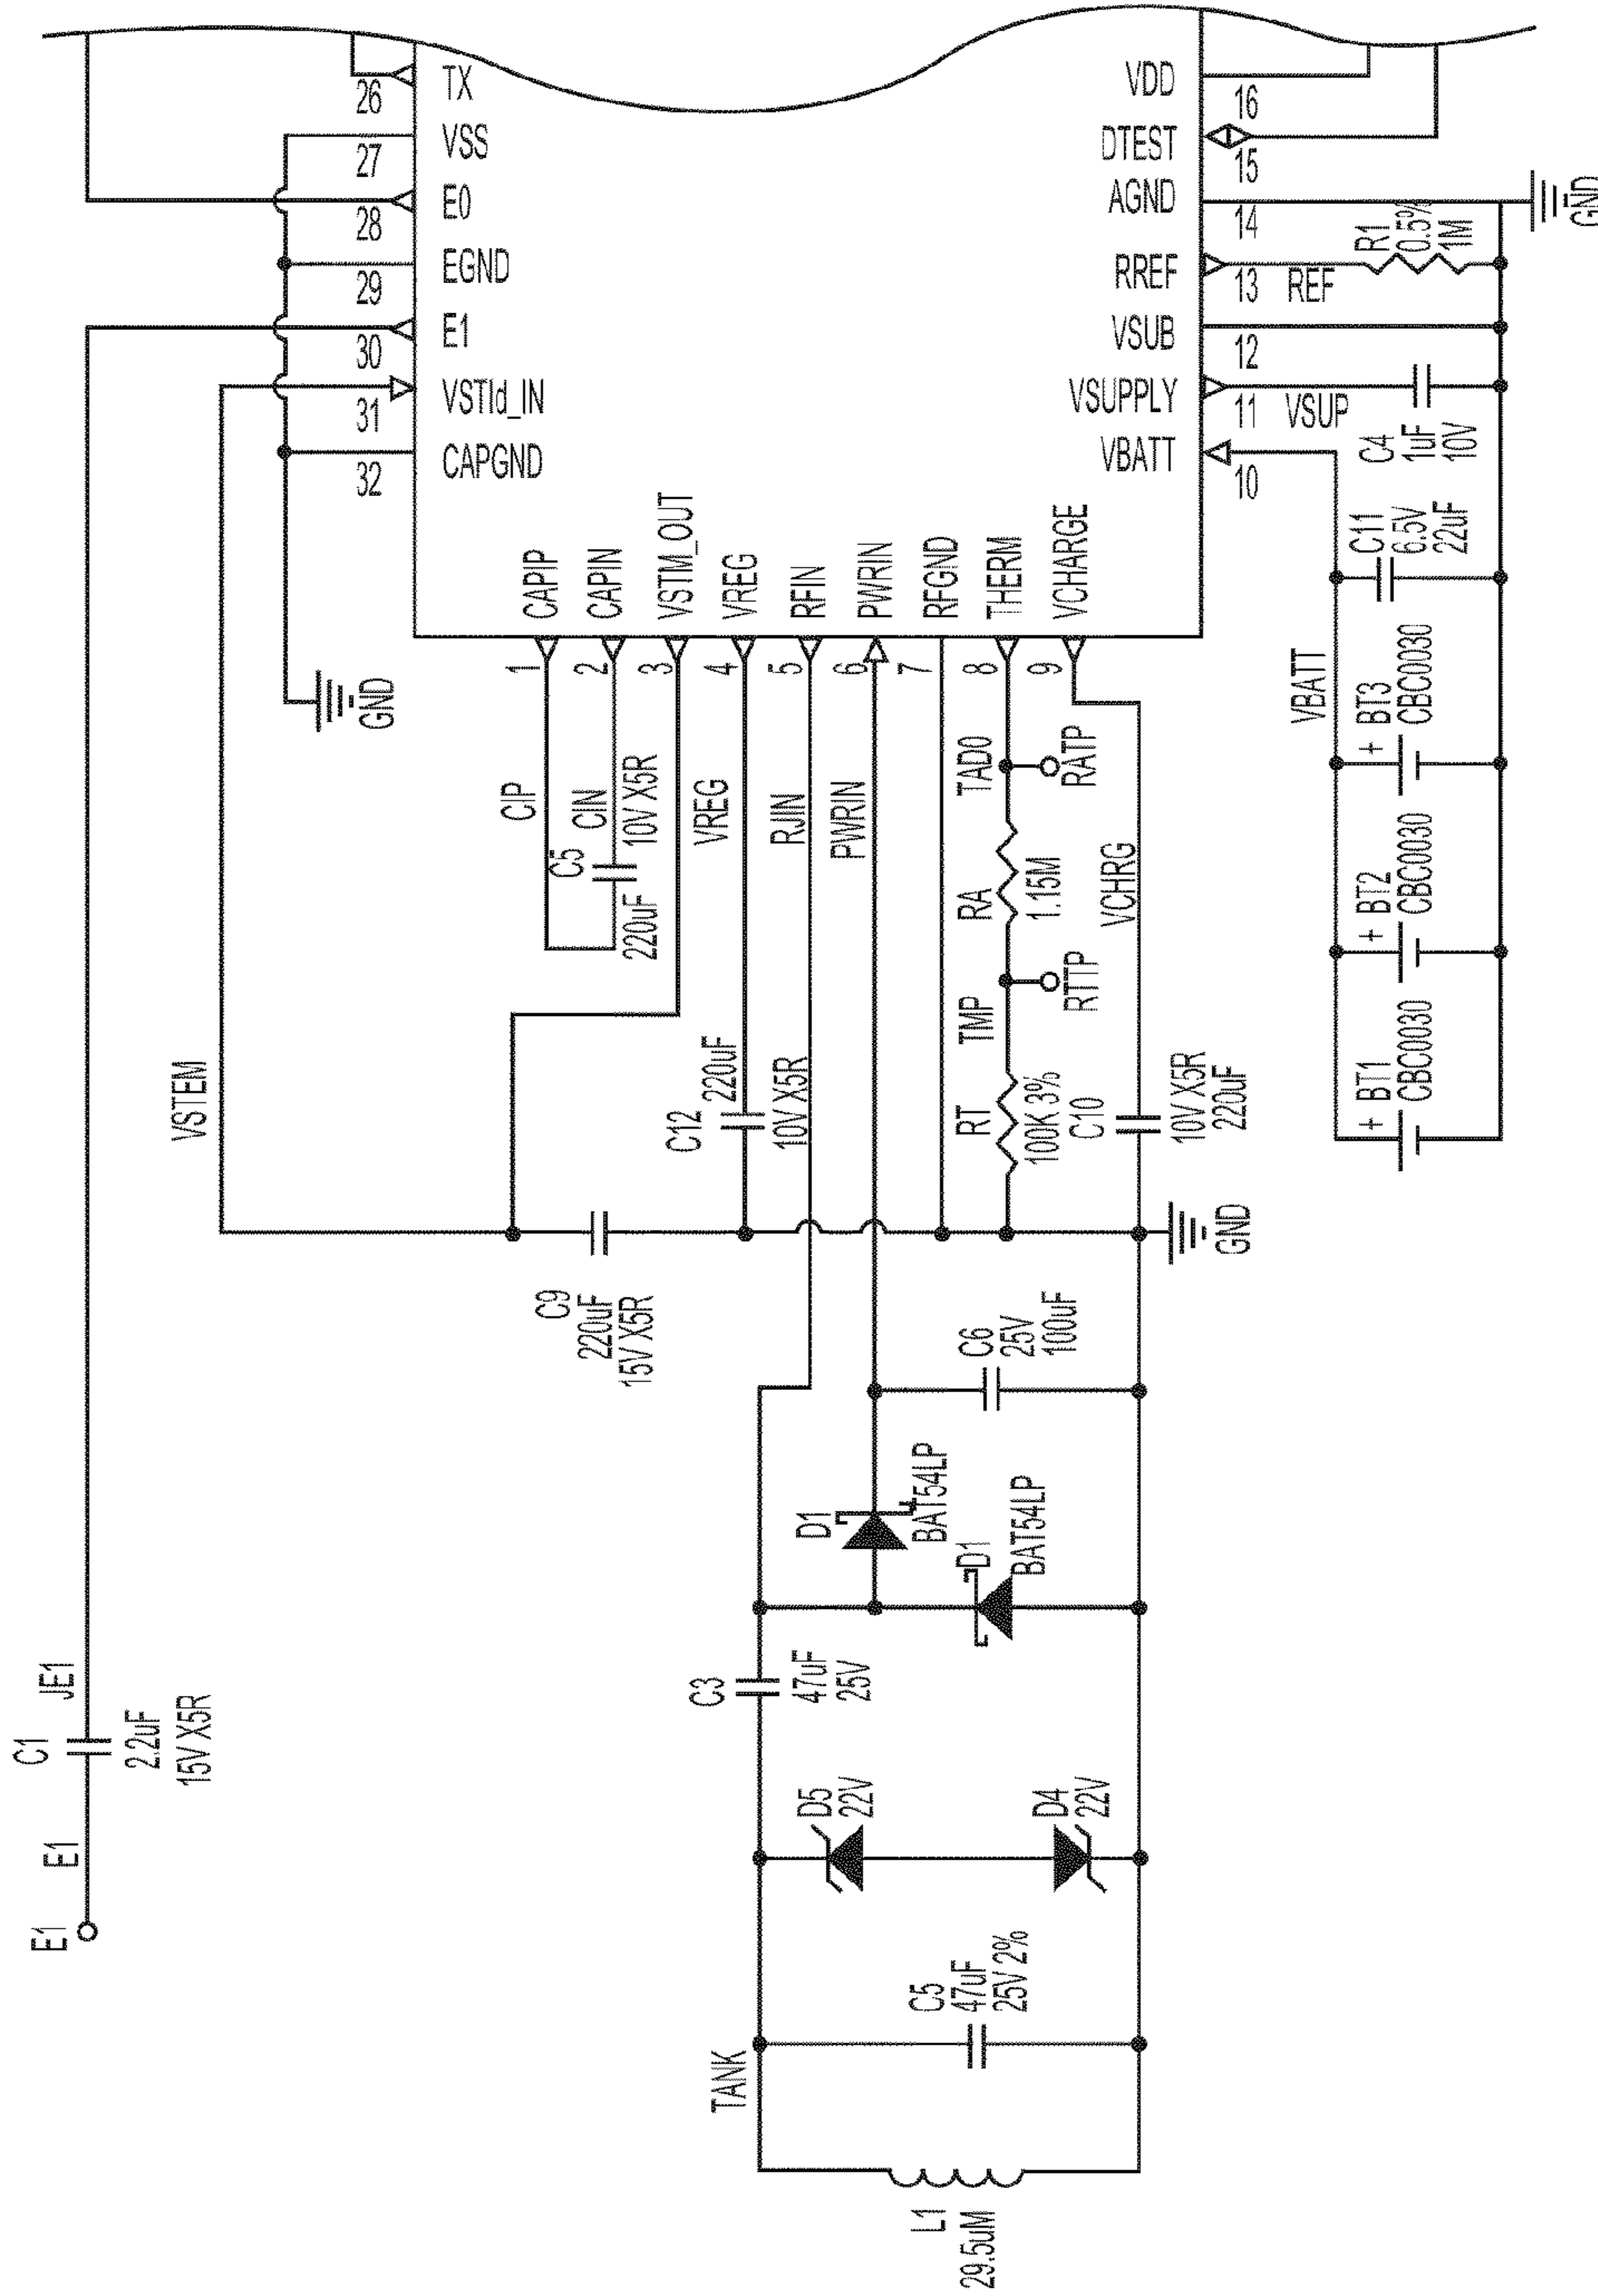 E1
E1
C1
JE1
2.2uF
15V X5R
VSTEM
TX
26
VSS
27
E0
28
EGND
29
E1
30
VSTId_IN
31
CAPGND
32
GND
CAPIP
1
CIP
CAPIN
2
CIN
C5
10V X5R
220uF
VSTM_OUT
3
VREG
4
VREG
C12
220uF
10V X5R
RFIN
5
RJIN
PWRIN
6
PWRIN
RFGND
7
THERM
8
TAD0
RATP
RA
1.15M
TMP
RTTP
RT
100K 3%
VCHARGE
9
VCHRG
C10
10V X5R
220uF
GND
C9
220uF
15V X5R
C6
25V
100uF
D1
BAT54LP
D1
BAT54LP
C3
47uF
25V
D5
22V
D4
22V
C5
47uF
25V 2%
TANK
L1
29.5uM
VDD
16
DTEST
15
AGND
14
RREF
13
REF
R1
0.5%
1M
GND
VSUB
12
VSUPPLY
11
VSUP
C4
1uF
10V
VBATT
10
VBATT
C11
6.5V
22uF
+ BT3
CBC0030
+ BT2
CBC0030
+ BT1
CBC0030